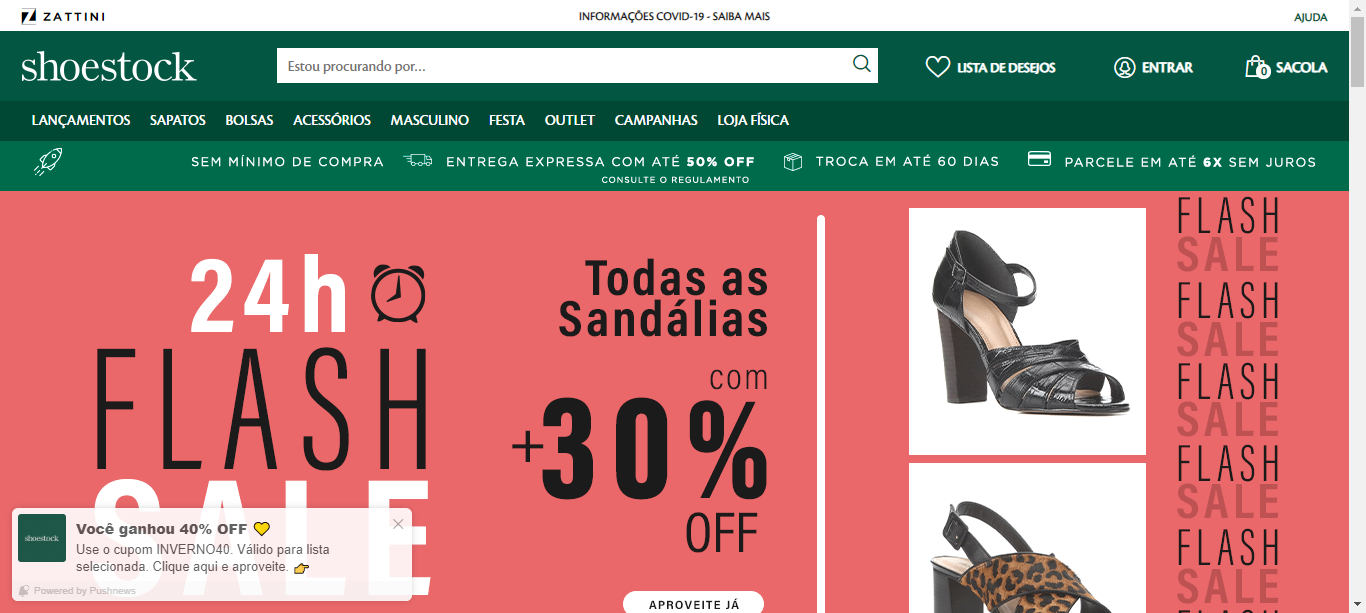 ZATTINI
INFORMAÇÕES COVID-19 - SAIBA MAIS
AJUDA
shoestock
Estou procurando por...
LISTA DE DESEJOS
ENTRAR
0
SACOLA
LANÇAMENTOS
SAPATOS
BOLSAS
ACESSÓRIOS
MASCULINO
FESTA
OUTLET
CAMPANHAS
LOJA FÍSICA
SEM MÍNIMO DE COMPRA
ENTREGA EXPRESSA COM ATÉ 50% OFF
CONSULTE O REGULAMENTO
TROCA EM ATÉ 60 DIAS
PARCELE EM ATÉ 6X SEM JUROS
24h
FLASH
SALE
Todas as
Sandálias
com
+30%
OFF
APROVEITE JÁ
FLASH
SALE
FLASH
SALE
FLASH
SALE
FLASH
SALE
FLASH
SALE
shoestock
Você ganhou 40% OFF 💛
Use o cupom INVERNO40. Válido para lista
selecionada. Clique aqui e aproveite. 👉
Powered by Pushnews